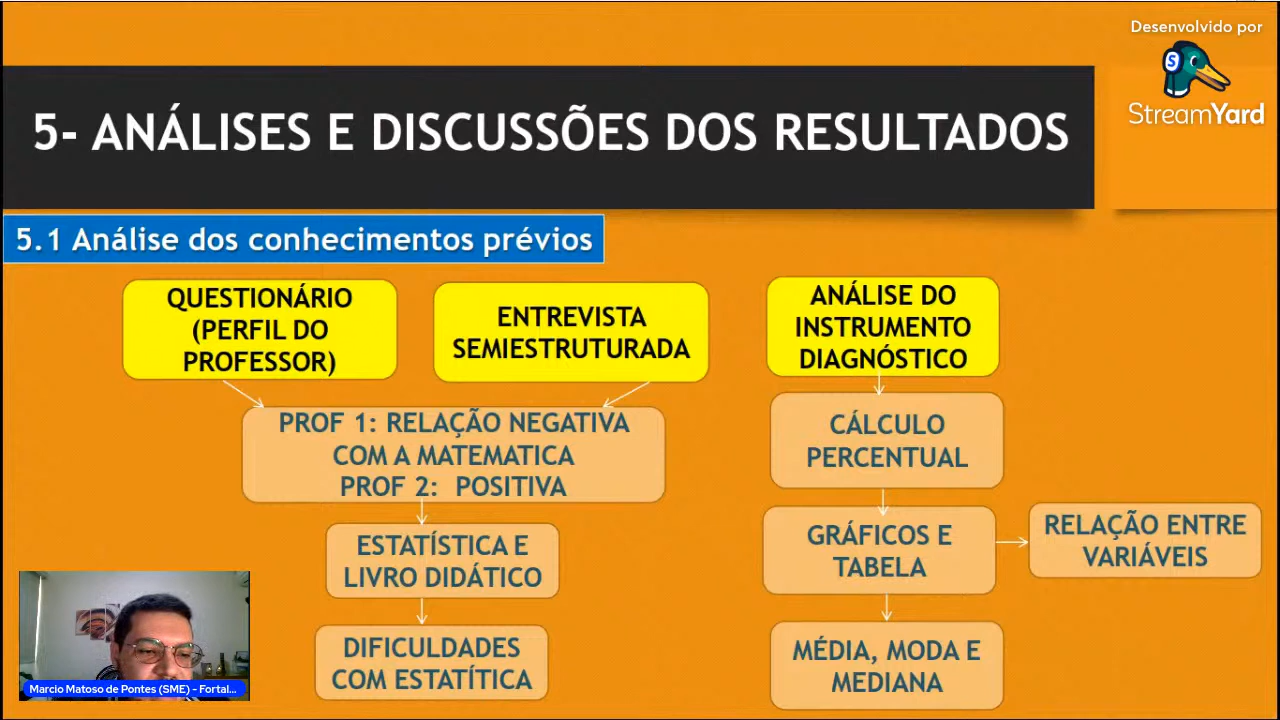 Desenvolvido por
StreamYard
5- ANÁLISES E DISCUSSÕES DOS RESULTADOS
5.1 Análise dos conhecimentos prévios
QUESTIONÁRIO
(PERFIL DO
PROFESSOR)
ENTREVISTA
SEMIESTRUTURADA
PROF 1: RELAÇÃO NEGATIVA
COM A MATEMATICA
PROF 2: POSITIVA
ESTATÍSTICA E
LIVRO DIDÁTICO
DIFICULDADES
COM ESTATÍTICA
ANÁLISE DO
INSTRUMENTO
DIAGNÓSTICO
CÁLCULO
PERCENTUAL
GRÁFICOS E
TABELA
RELAÇÃO ENTRE
VARIÁVEIS
MÉDIA, MODA E
MEDIANA
Marcio Matoso de Pontes (SME) - Fortal...